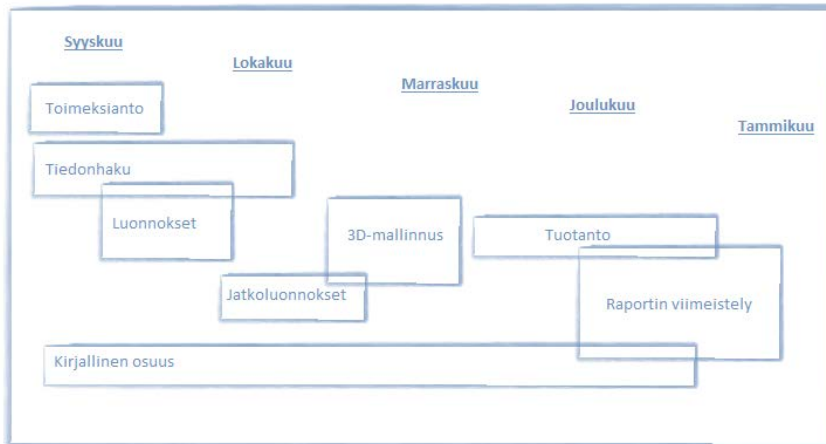 Syyskuu
Lokakuu
Marraskuu
Joulukuu
Tammikuu
Toimeksianto
Tiedonhaku
Luonnokset
3D-mallinnus
Tuotanto
Jatkoluonnokset
Raportin viimeistely
Kirjallinen osuus